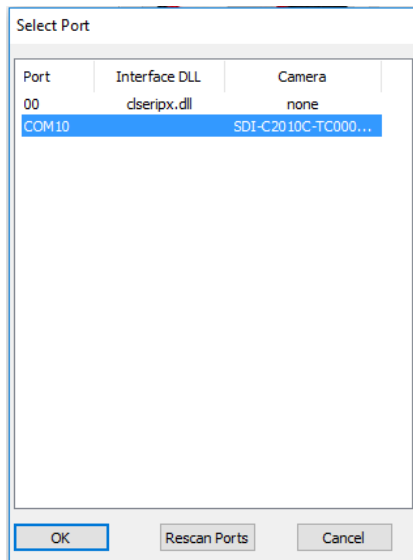 Select Port
Port Interface DLL Camera
00 clseripx.dll none
COM10 SDI-C2010C-TC000...
OK Rescan Ports Cancel